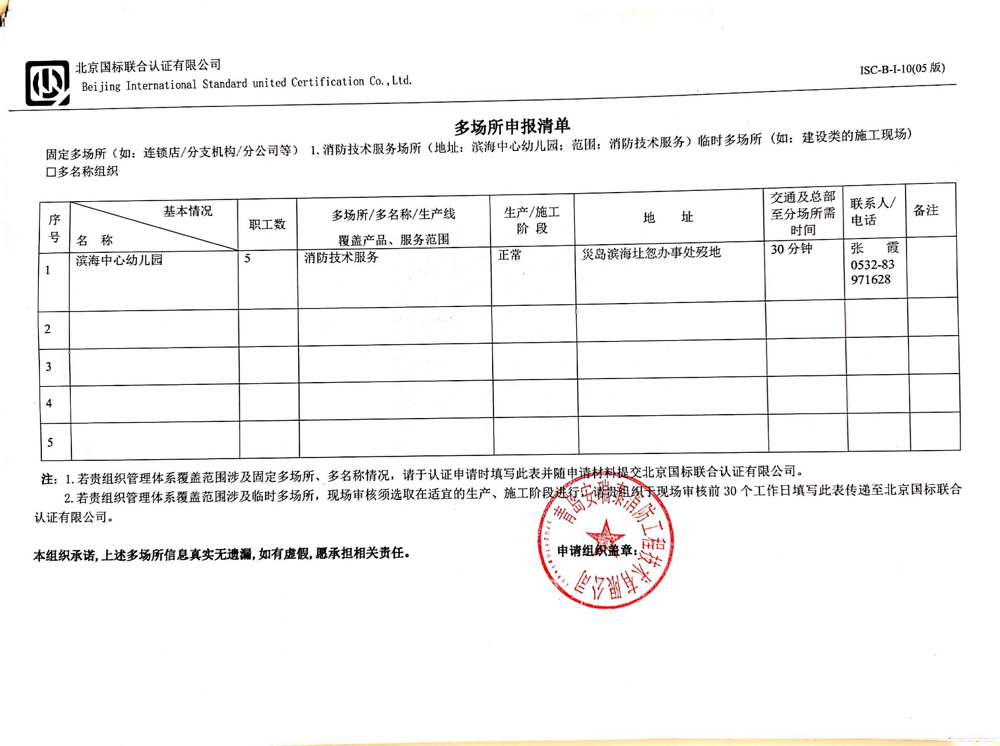 北京国标联合认证有限公司
Beijing International Standard united Certification Co.,Ltd.
ISC-B-I-10(05 版)
多场所申报清单
固定多场所（如：连锁店/分支机构/分公司等） 1.消防技术服务场所（地址：滨海中心幼儿园；范围：消防技术服务）临时多场所（如：建设类的施工现场）
□多名称组织
序号 基本情况 名 称 职工数 多场所/多名称/生产线 覆盖产品、服务范围 生产/施工阶 段 地 址 交通及总部至分场所需时间 联系人/电话 备注
1 滨海中心幼儿园 5 消防技术服务 正常 災岛滨海圵忽办事处歿地 30 分钟 张 霞 0532-83971628
2
3
4
5
注：1.若贵组织管理体系覆盖范围涉及固定多场所、多名称情况，请于认证申请时填写此表并随申请材料提交北京国标联合认证有限公司。
2.若贵组织管理体系覆盖范围涉及临时多场所，现场审核须选取在适宜的生产、施工阶段进行；请贵组织于现场审核前 30 个工作日填写此表传递至北京国标联合
认证有限公司。
本组织承诺,上述多场所信息真实无遗漏,如有虚假,愿承担相关责任。
申请组织盖章：
青岛安瑞泰消防工程技术有限公司